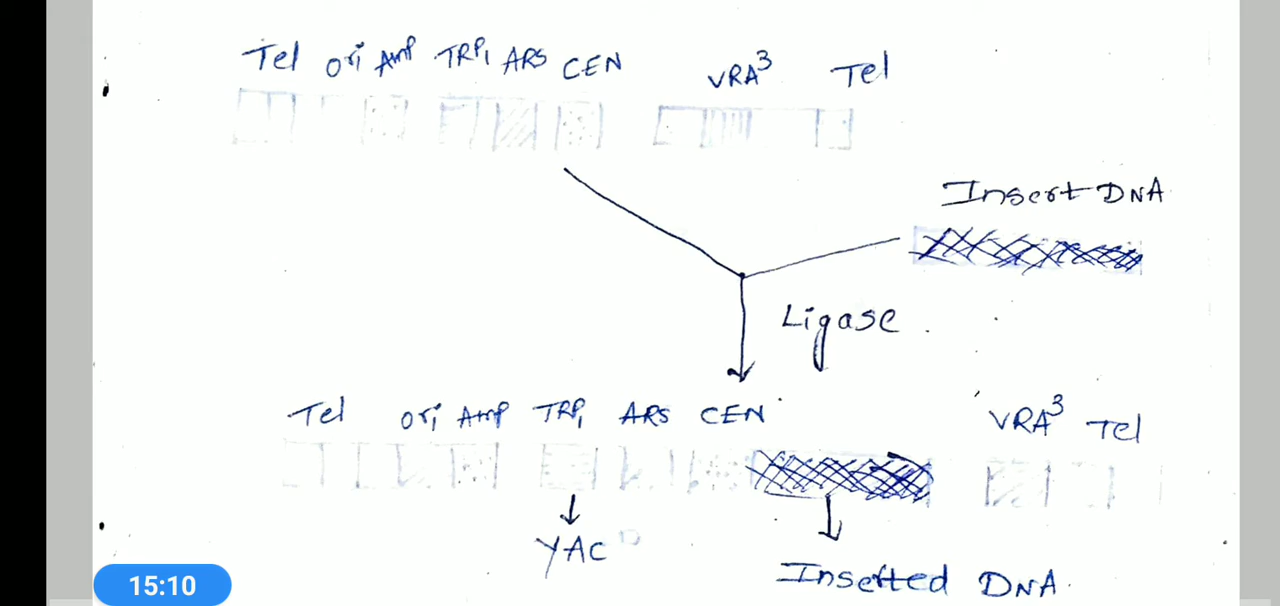 Tel ori Amp TRP1 ARS CEN VRA3 Tel
Insert DNA
Ligase.
Tel ori Amp TRP1 ARS CEN VRA3 Tel
YAC
Inserted DNA.
15:10